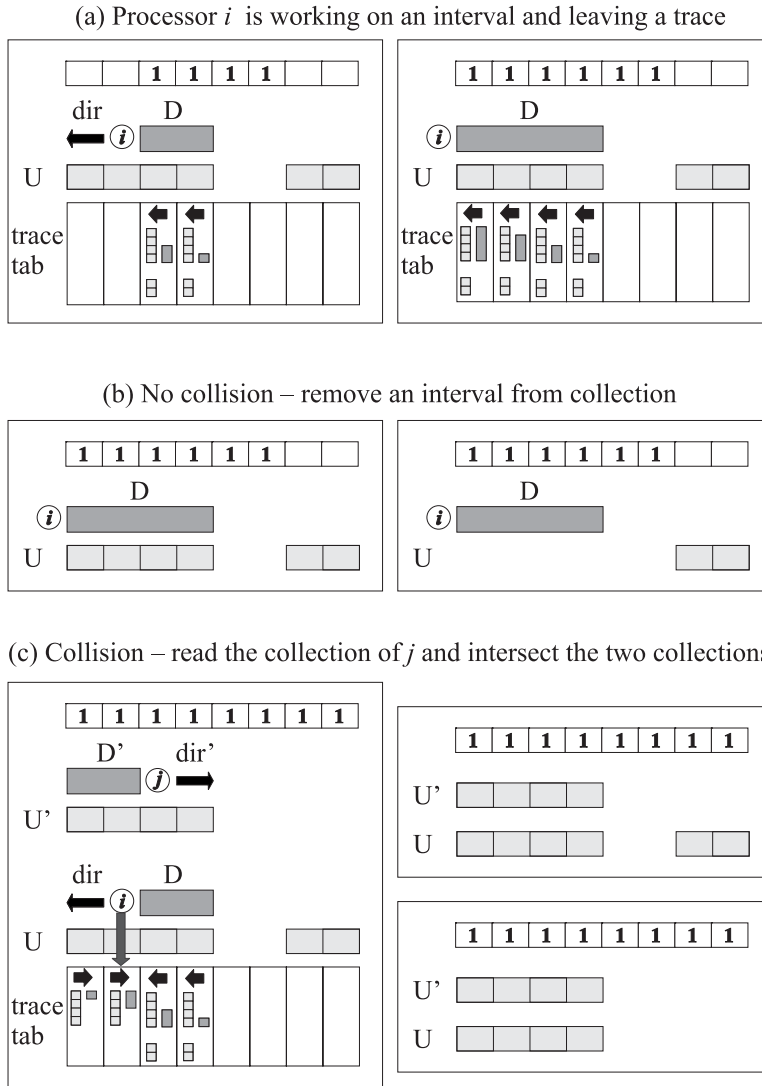 (a) Processor i is working on an interval and leaving a trace
1 1 1 1
dir
D
i
U
trace
tab
1 1 1 1 1 1
D
i
U
trace
tab
(b) No collision – remove an interval from collection
1 1 1 1 1 1
D
i
U
1 1 1 1 1 1
D
i
U
(c) Collision – read the collection of j and intersect the two collections
1 1 1 1 1 1 1 1
D’
j
dir’
U’
dir
i
D
U
trace
tab
1 1 1 1 1 1 1 1
U’
U
1 1 1 1 1 1 1 1
U’
U